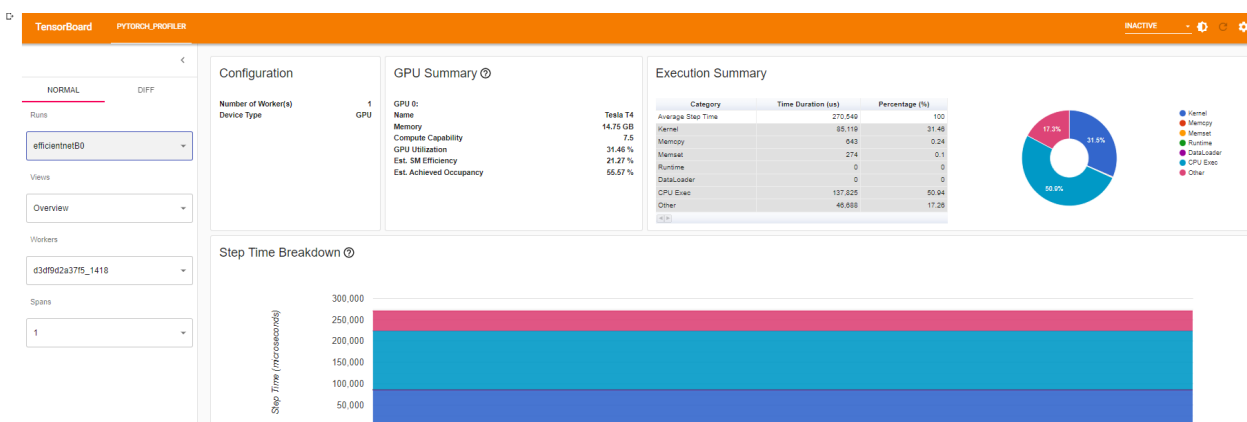 TensorBoard PYTORCH_PROFILER INACTIVE
NORMAL DIFF
Runs
efficientnetB0
Views
Overview
Workers
d3df9d2a37f5_1418
Spans
1
Configuration
Number of Worker(s) 1
Device Type GPU
GPU Summary
GPU 0:
Name Tesla T4
Memory 14.75 GB
Compute Capability 7.5
GPU Utilization 31.46 %
Est. SM Efficiency 21.27 %
Est. Achieved Occupancy 55.57 %
Execution Summary
Category Time Duration (us) Percentage (%)
Average Step Time 270,549 100
Kernel 85,119 31.46
Memcpy 643 0.24
Memset 274 0.1
Runtime 0 0
DataLoader 0 0
CPU Exec 137,825 50.94
Other 46,688 17.26
17.3%
31.5%
50.9%
Kernel
Memcpy
Memset
Runtime
DataLoader
CPU Exec
Other
Step Time Breakdown
Step Time (microseconds)
300,000
250,000
200,000
150,000
100,000
50,000